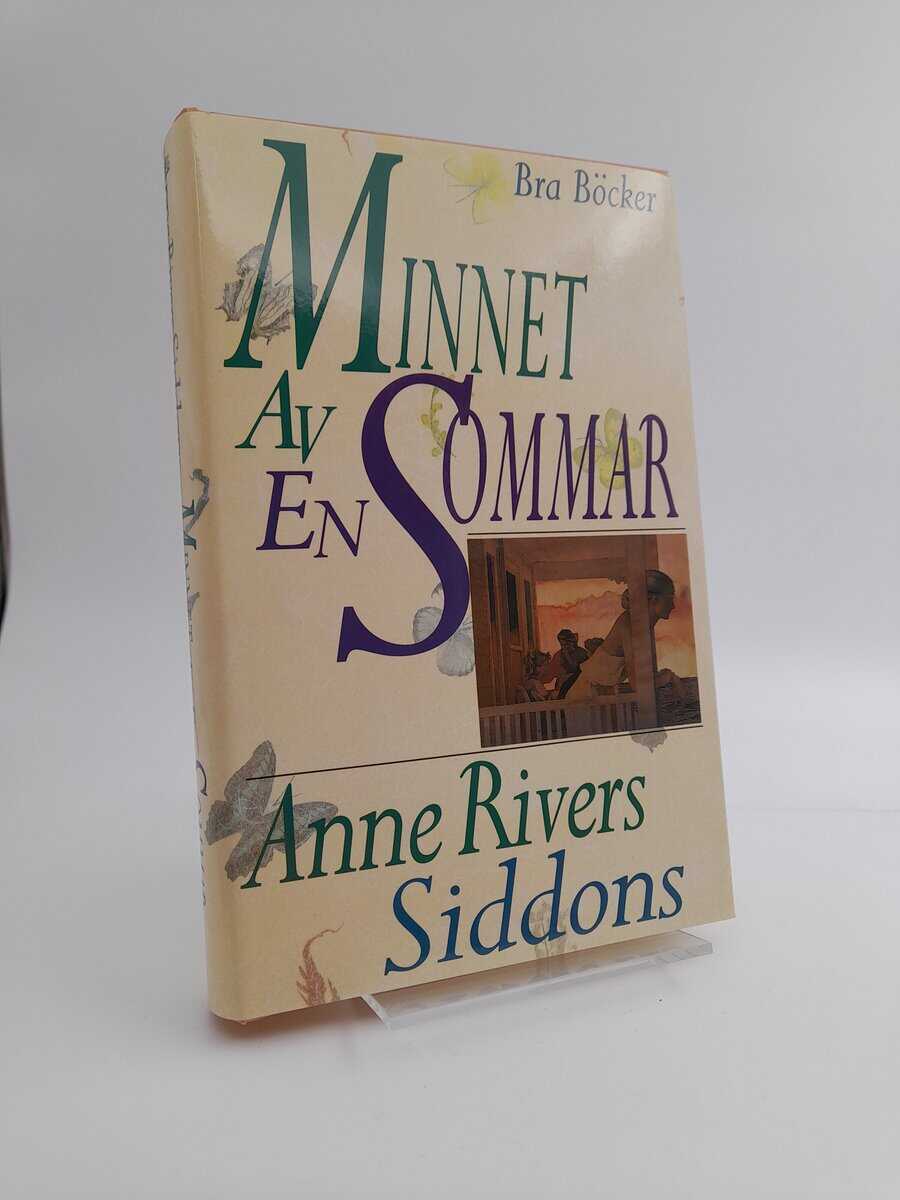 Bra Böcker
MINNET
AV
EN SOMMAR
Anne Rivers
Siddons